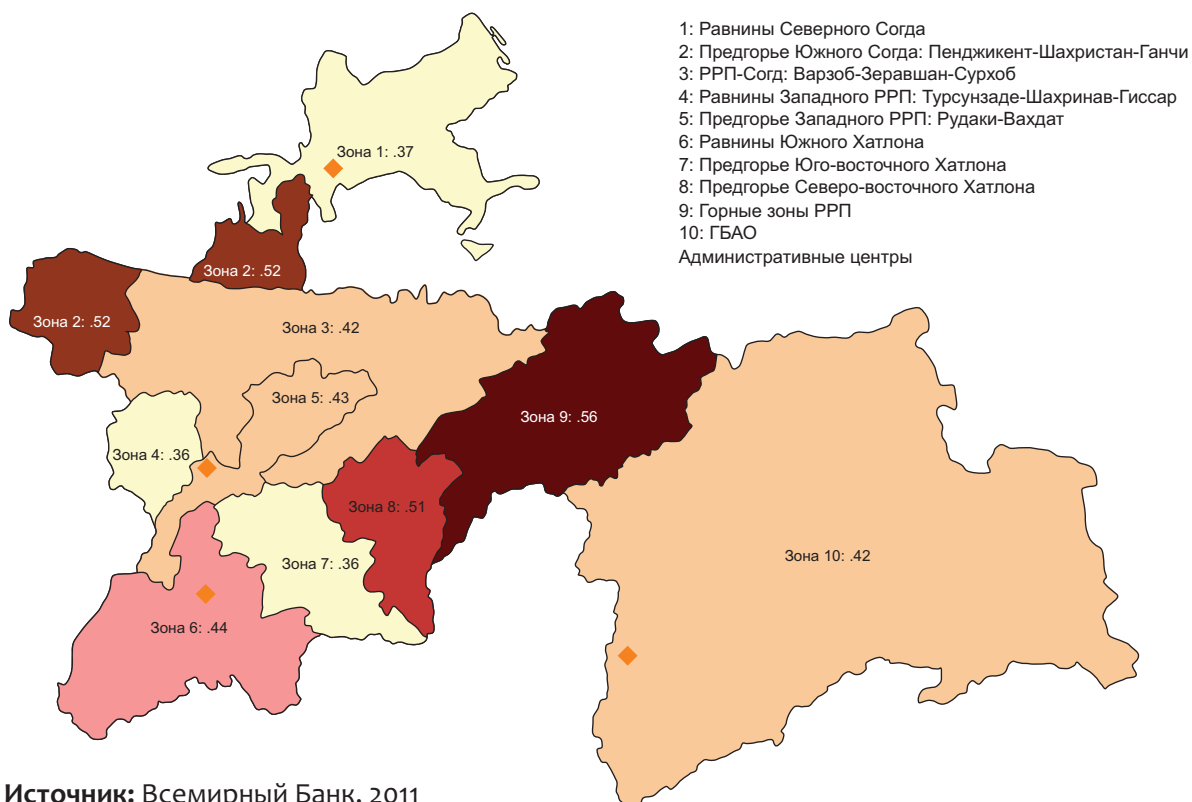 1: Равнины Северного Согда
2: Предгорье Южного Согда: Пенджикент-Шахристан-Ганчи
3: РРП-Согд: Варзоб-Зеравшан-Сурхоб
4: Равнины Западного РРП: Турсунзаде-Шахринав-Гиссар
5: Предгорье Западного РРП: Рудаки-Вахдат
6: Равнины Южного Хатлона
7: Предгорье Юго-восточного Хатлона
8: Предгорье Северо-восточного Хатлона
9: Горные зоны РРП
10: ГБАО
Административные центры
Зона 1: .37
Зона 2: .52
Зона 2: .52
Зона 3: .42
Зона 5: .43
Зона 9: .56
Зона 4: .36
Зона 8: .51
Зона 7: .36
Зона 10: .42
Зона 6: .44
Источник: Всемирный Банк, 2011